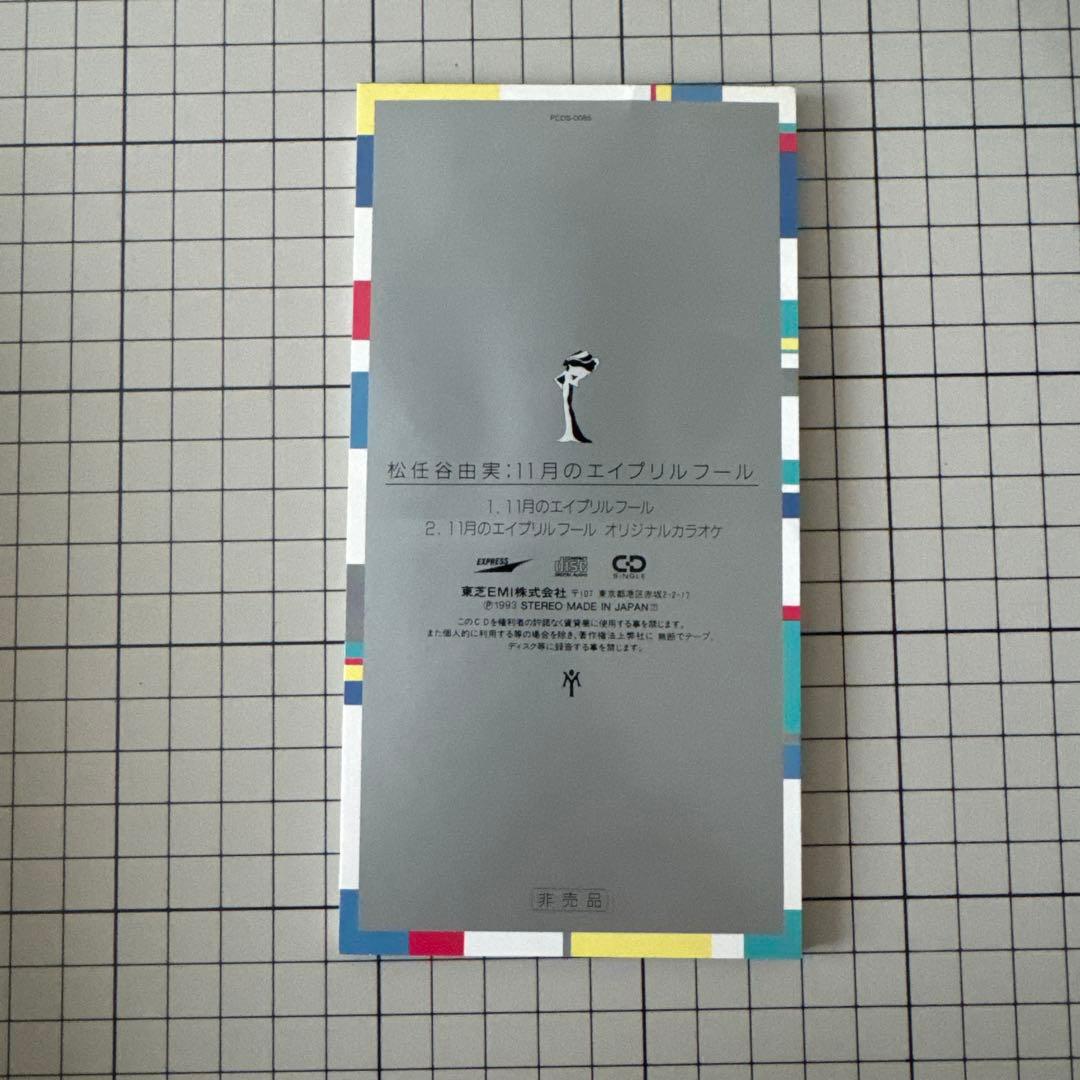 PCDS-0085
松任谷由実:11月のエイプリルフール
1. 11月のエイプリルフール
2. 11月のエイプリルフール オリジナルカラオケ
EXPRESS COMPACT disc DIGITAL AUDIO CD SINGLE
東芝EMI株式会社 〒107 東京都港区赤坂2-2-17
Ⓟ1993 STEREO MADE IN JAPAN
このCDを権利者の許諾なく賃貸業に使用する事を禁じます。
また個人的に利用する等の場合を除き、著作権法上弊社に 無断でテープ、
ディスク等に録音する事を禁じます。
非売品